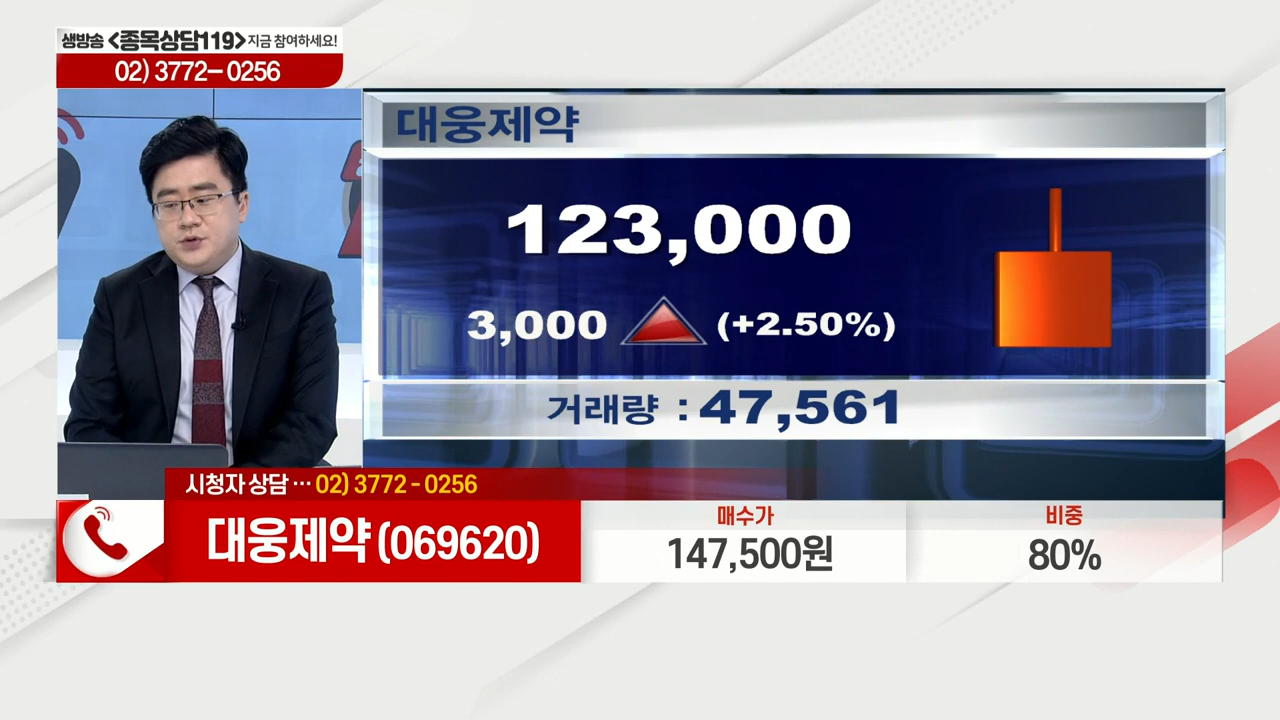 생방송 <종목상담119> 지금 참여하세요!
02) 3772-0256
대웅제약
123,000
3,000 ▲ (+2.50%)
거래량 : 47,561
시청자 상담 … 02) 3772 - 0256
대웅제약 (069620)
매수가
147,500원
비중
80%